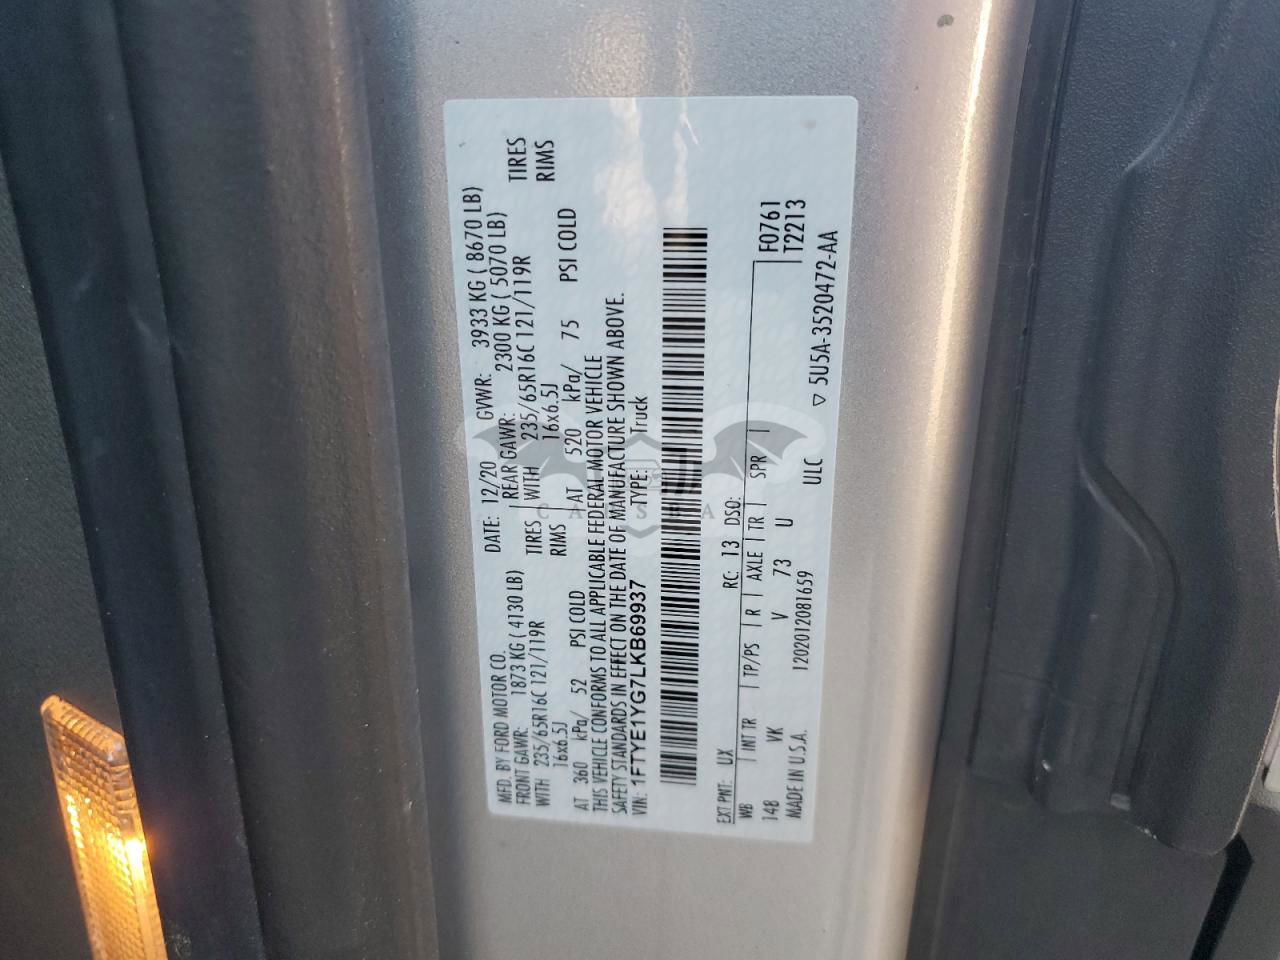 MFD. BY FORD MOTOR CO.
DATE: 12/20 GVWR: 3933 KG ( 8670 LB)
FRONT GAWR: 1873 KG ( 4130 LB)
REAR GAWR: 2300 KG ( 5070 LB)
WITH 235/65R16C 121/119R
TIRES WITH 235/65R16C 121/119R TIRES
16x6.5J
RIMS 16x6.5J RIMS
AT 360 kPa/ 52 PSI COLD
AT 520 kPa/ 75 PSI COLD
THIS VEHICLE CONFORMS TO ALL APPLICABLE FEDERAL MOTOR VEHICLE
SAFETY STANDARDS IN EFFECT ON THE DATE OF MANUFACTURE SHOWN ABOVE.
VIN: 1FTYE1YG7LKB69937 TYPE: Truck
EXT PNT: UX RC: 13 DSO:
WB INT TR TP/PS R AXLE TR SPR F0761
148 VK V 73 U T2213
MADE IN U.S.A. 12020120B1659 ULC 5U5A-3520472-AA